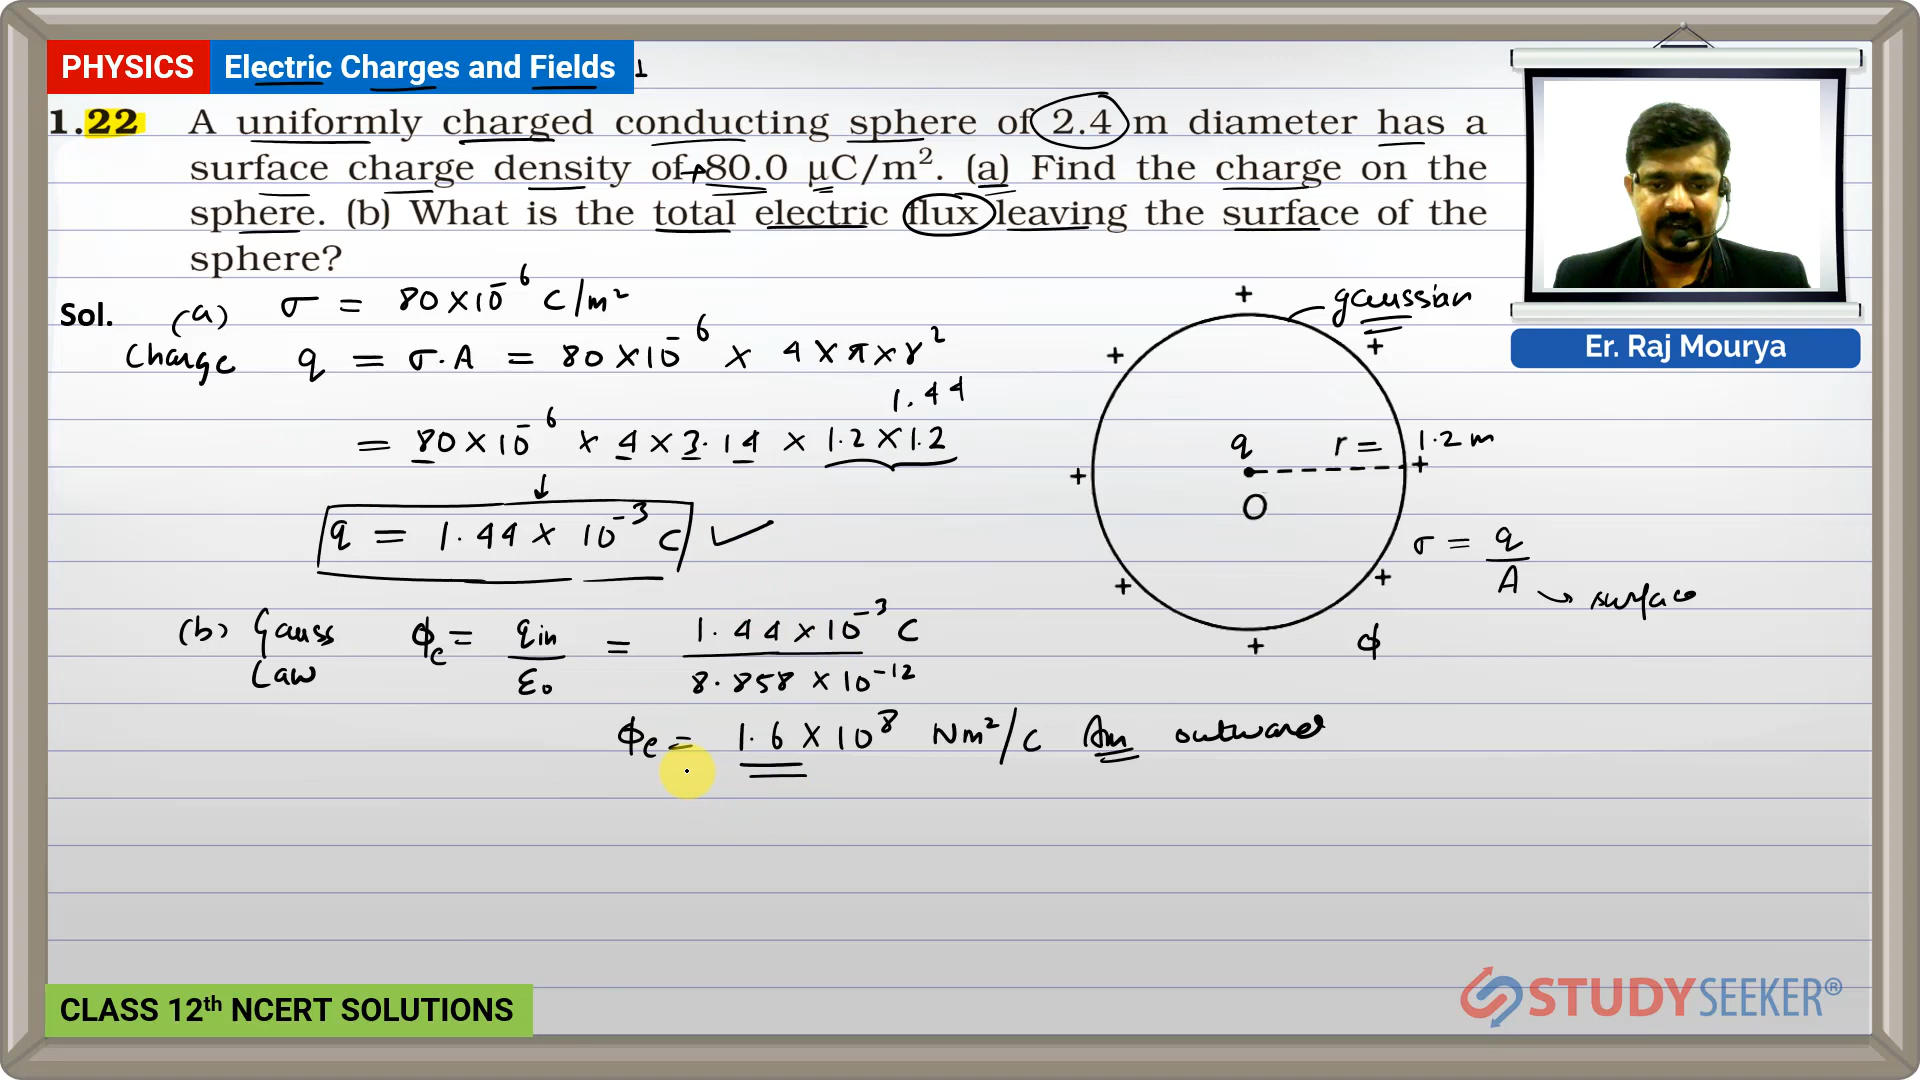 PHYSICS Electric Charges and Fields
1.22 A uniformly charged conducting sphere of 2.4 m diameter has a
surface charge density of 80.0 µC/m². (a) Find the charge on the
sphere. (b) What is the total electric flux leaving the surface of the
sphere?
Sol. (a) σ = 80 × 10⁻⁶ C/m²
Charge q = σ.A = 80 × 10⁻⁶ × 4 × π × r²
1.44
= 80 × 10⁻⁶ × 4 × 3.14 × 1.2 × 1.2
q = 1.44 × 10⁻³ C ✓
(b) Gauss Law ϕe = qin/ε₀ = 1.44 × 10⁻³ C / 8.858 × 10⁻¹²
ϕe = 1.6 × 10⁸ Nm²/C Ans outward
gaussian
q
r = 1.2 m
O
σ = q/A → surface
ϕ
Er. Raj Mourya
CLASS 12th NCERT SOLUTIONS
STUDYSEEKER®